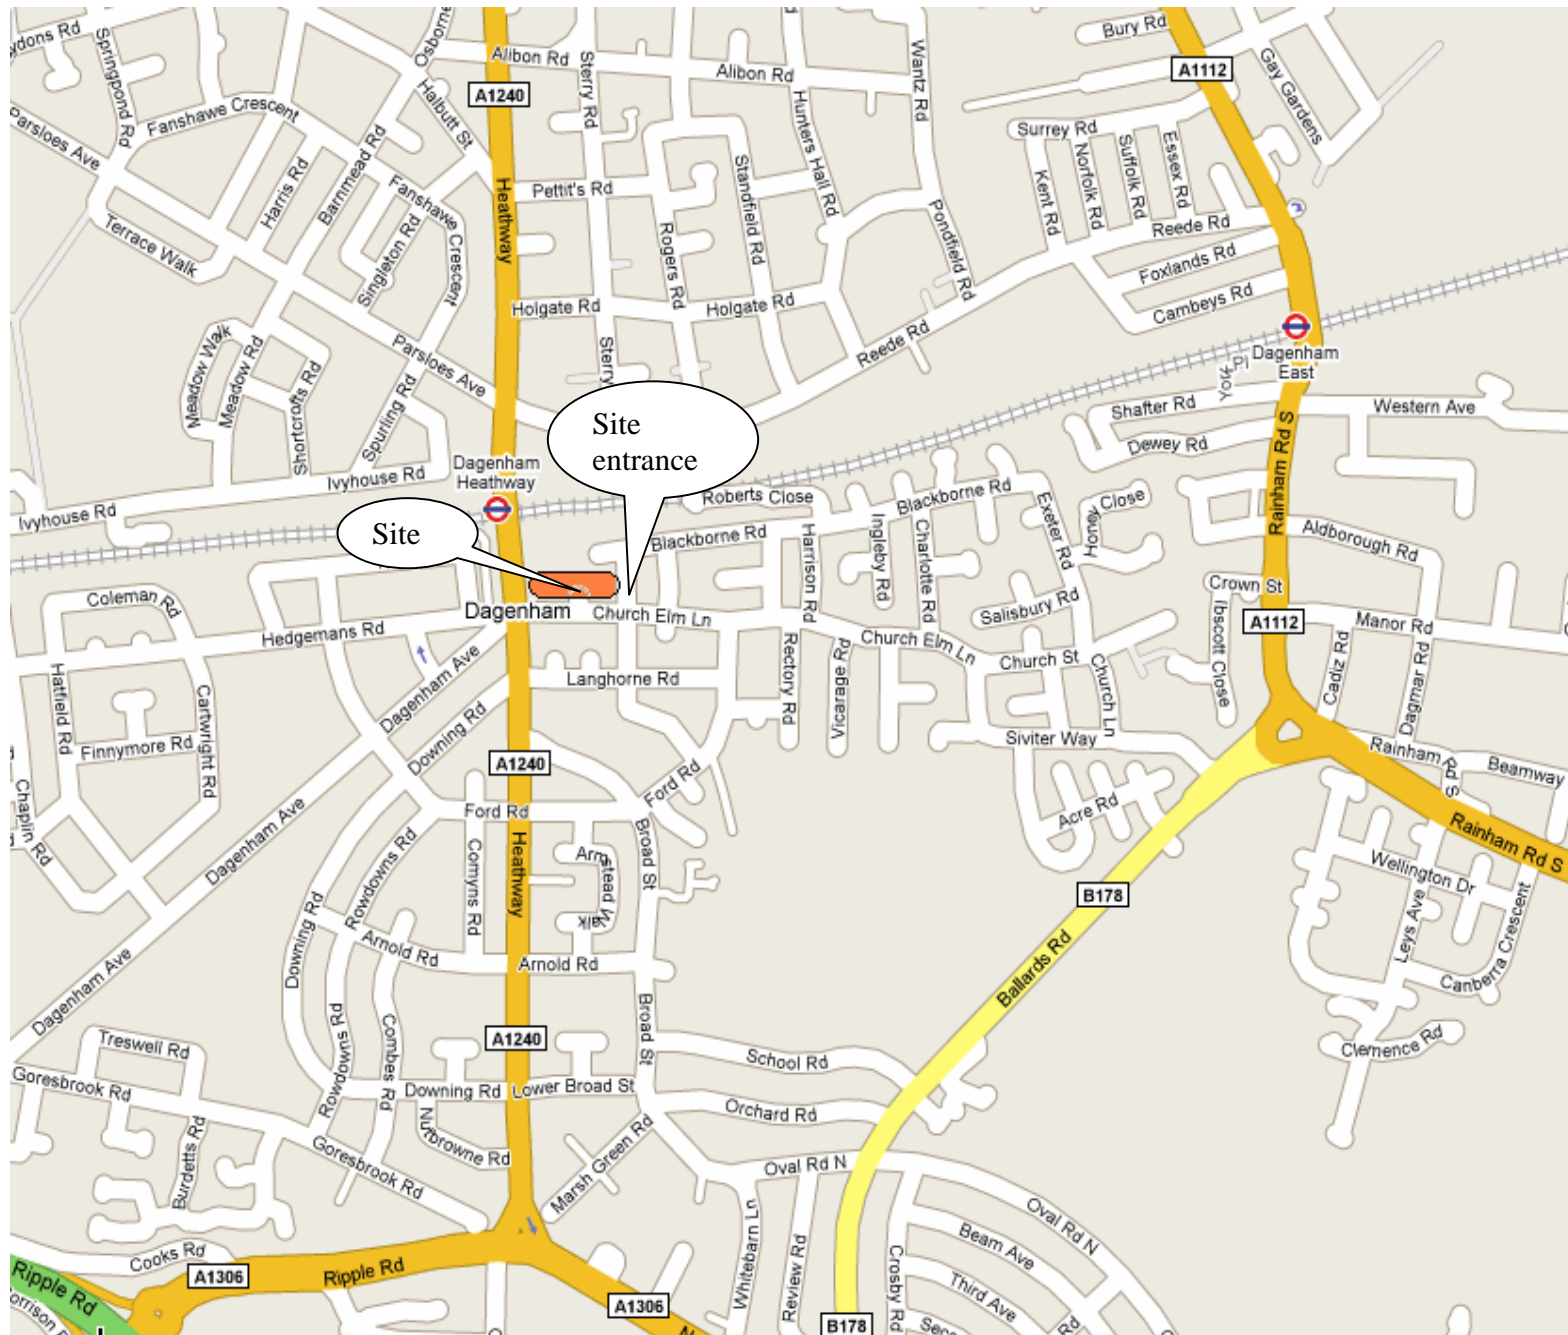 ydons Rd
Springpond Rd
Osborne
Alibon Rd
Sterry Rd
Alibon Rd
Wantz Rd
Bury Rd
A1112
Gay Gardens
A1240
Halbutt St
Fanshawe Crescent
Parsloes Ave
Hunters Hall Rd
Surrey Rd
Norfolk Rd
Suffolk Rd
Essex Rd
Kent Rd
Harris Rd
Barnmead Rd
Fanshawe Crescent
Heathway
Pettit's Rd
Standfield Rd
Pondfield Rd
Reede Rd
Terrace Walk
Singleton Rd
Rogers Rd
Foxlands Rd
Holgate Rd
Holgate Rd
Cambeys Rd
Reede Rd
Meadow Walk
Meadow Rd
Shortcrofts Rd
Spurling Rd
Parsloes Ave
Sterry
Dagenham
East
York
Pl
Shafter Rd
Western Ave
Dewey Rd
Site
entrance
Rainham Rd S
Dagenham
Heathway
Ivyhouse Rd
Ivyhouse Rd
Roberts Close
Blackborne Rd
Close
Honey
Exeter Rd
Site
Blackborne Rd
Harrison Rd
Ingleby Rd
Charlotte Rd
Aldborough Rd
Crown St
Ibscott Close
Coleman Rd
Dagenham
Church Elm Ln
Salisbury Rd
A1112
Manor Rd
Hedgemans Rd
Church Elm Ln
Church St
Church Ln
Cadiz Rd
Dagmar Rd
Hatfield Rd
Cartwright Rd
Dagenham Ave
Langhorne Rd
Rectory Rd
Vicarage Rd
Finnymore Rd
Downing Rd
Siviter Way
Rainham Rd S
Beamway
A1240
Ford Rd
Ford Rd
Acre Rd
Chaplin Rd
Dagenham Ave
Rowdowns Rd
Comyns Rd
Heathway
Armstead Walk
Broad St
Rainham Rd S
Wellington Dr
B178
Leys Ave
Canberra Crescent
Downing Rd
Arnold Rd
Arnold Rd
Ballards Rd
Dagenham Ave
Rowdowns Rd
Combes Rd
Broad St
A1240
Clemence Rd
Treswell Rd
School Rd
Goresbrook Rd
Downing Rd
Lower Broad St
Orchard Rd
Nutbrowne Rd
Burdetts Rd
Goresbrook Rd
Marsh Green Rd
Oval Rd N
Whitebarn Ln
Review Rd
Oval Rd N
Beam Ave
Crosby Rd
Third Ave
Cooks Rd
A1306
Ripple Rd
Ripple Rd
A1306
B178
Rd